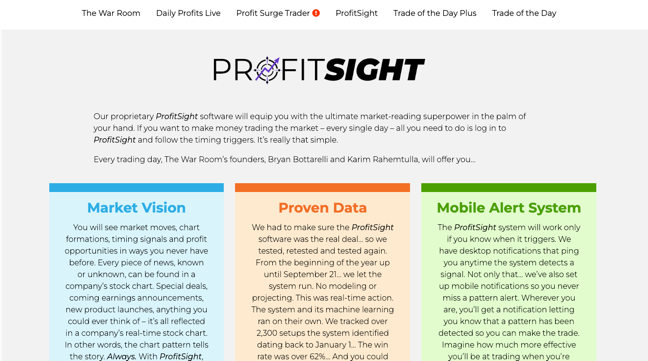 The War Room Daily Profits Live Profit Surge Trader ! ProfitSight Trade of the Day Plus Trade of the Day
PROFITSIGHT
Our proprietary ProfitSight software will equip you with the ultimate market-reading superpower in the palm of
your hand. If you want to make money trading the market – every single day – all you need to do is log in to
ProfitSight and follow the timing triggers. It's really that simple.
Every trading day, The War Room's founders, Bryan Bottarelli and Karim Rahemtulla, will offer you...
Market Vision
You will see market moves, chart
formations, timing signals and profit
opportunities in ways you never have
before. Every piece of news, known
or unknown, can be found in a
company's stock chart. Special deals,
coming earnings announcements,
new product launches, anything you
could ever think of – it's all reflected
in a company's real-time stock chart.
In other words, the chart pattern tells
the story. Always. With ProfitSight,
Proven Data
We had to make sure the ProfitSight
software was the real deal... so we
tested, retested and tested again.
From the beginning of the year up
until September 21... we let the
system run. No modeling or
projecting. This was real-time action.
The system and its machine learning
ran on their own. We tracked over
2,300 setups the system identified
dating back to January 1... The win
rate was over 62%... And you could
Mobile Alert System
The ProfitSight system will work only
if you know when it triggers. We
have desktop notifications that ping
you anytime the system detects a
signal. Not only that... we've also set
up mobile notifications so you never
miss a pattern alert. Wherever you
are, you'll get a notification letting
you know that a pattern has been
detected so you can make the trade.
Imagine how much more effective
you'll be at trading when you're